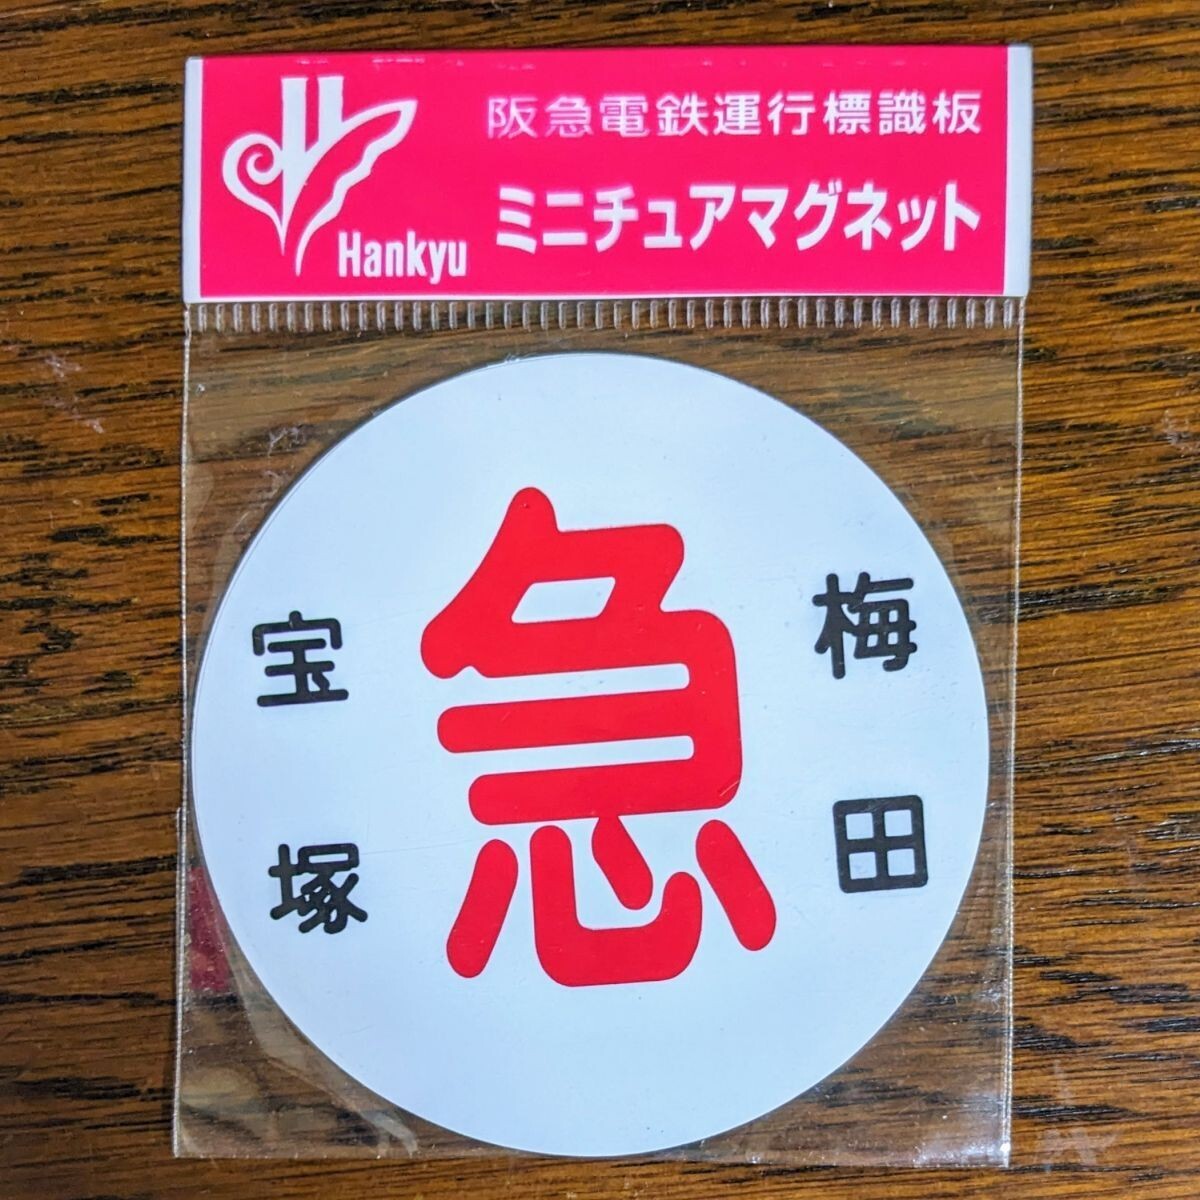 阪急電鉄運行標識板
ミニチュアマグネット
Hankyu
急
宝塚
梅田